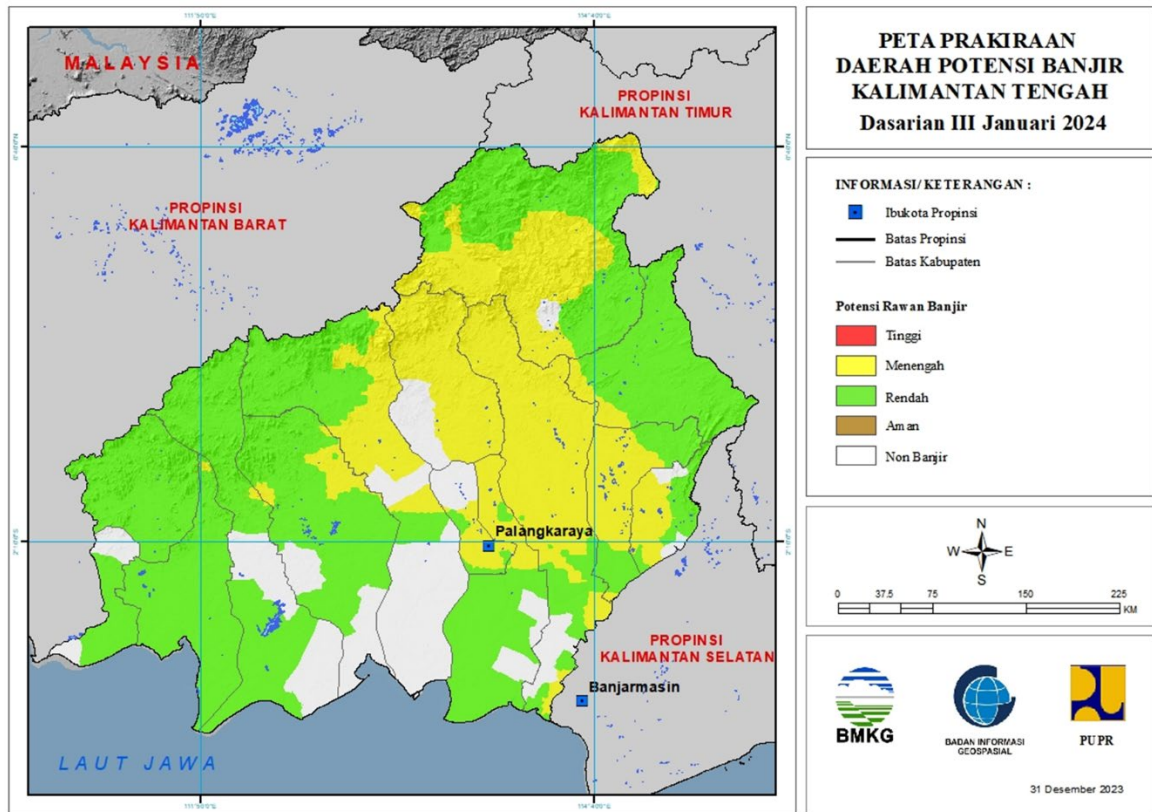 MALAYSIA
PROPINSI
KALIMANTAN TIMUR
PROPINSI
KALIMANTAN BARAT
Palangkaraya
PROPINSI
KALIMANTAN SELATAN
Banjarmasin
LAUT JAWA
PETA PRAKIRAAN
DAERAH POTENSI BANJIR
KALIMANTAN TENGAH
Dasarian III Januari 2024
INFORMASI/ KETERANGAN :
Ibukota Propinsi
Batas Propinsi
Batas Kabupaten
Potensi Rawan Banjir
Tinggi
Menengah
Rendah
Aman
Non Banjir
N
W E
S
0 37.5 75 150 225
KM
BMKG
BADAN INFORMASI
GEOSPASIAL
PUPR
31 Desember 2023